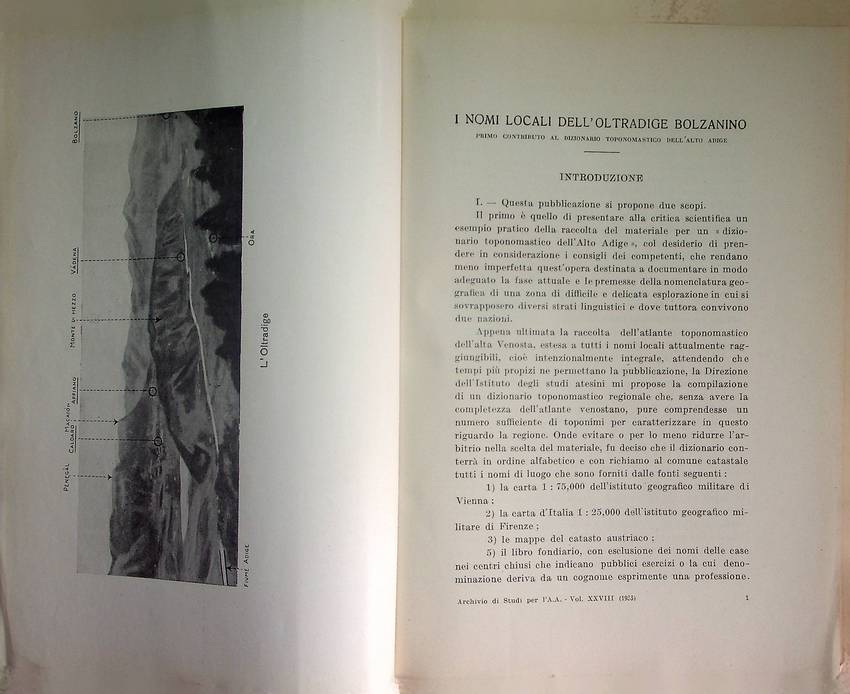 BOLZANO
ORA
VADENA
MONTE DI MEZZO
L'Oltradige
APPIANO
MACAION
CALDARO
PENEGAL
FIUME ADIGE
I NOMI LOCALI DELL'OLTRADIGE BOLZANINO
PRIMO CONTRIBUTO AL DIZIONARIO TOPONOMASTICO DELL'ALTO ADIGE
INTRODUZIONE
I. — Questa pubblicazione si propone due scopi.
Il primo è quello di presentare alla critica scientifica un
esempio pratico della raccolta del materiale per un « dizio-
nario toponomastico dell'Alto Adige », col desiderio di pren-
dere in considerazione i consigli dei competenti, che rendano
meno imperfetta quest'opera destinata a documentare in modo
adeguato la fase attuale e le premesse della nomenclatura geo-
grafica di una zona di difficile e delicata esplorazione in cui si
sovrapposero diversi strati linguistici e dove tuttora convivono
due nazioni.
Appena ultimata la raccolta dell'atlante toponomastico
dell'alta Venosta, estesa a tutti i nomi locali attualmente rag-
giungibili, cioè intenzionalmente integrale, attendendo che
tempi più propizi ne permettano la pubblicazione, la Direzione
dell'Istituto degli studi atesini mi propose la compilazione
di un dizionario toponomastico regionale che, senza avere la
completezza dell'atlante venostano, pure comprendesse un
numero sufficiente di toponimi per caratterizzare in questo
riguardo la regione. Onde evitare o per lo meno ridurre l'ar-
bitrio nella scelta del materiale, fu deciso che il dizionario con-
terrà in ordine alfabetico e con richiamo al comune catastale
tutti i nomi di luogo che sono forniti dalle fonti seguenti :
1) la carta 1 : 75,000 dell'istituto geografico militare di
Vienna ;
2) la carta d'Italia 1 : 25.000 dell'istituto geografico mi-
litare di Firenze ;
3) le mappe del catasto austriaco ;
5) il libro fondiario, con esclusione dei nomi delle case
nei centri chiusi che indicano pubblici esercizi o la cui deno-
minazione deriva da un cognome esprimente una professione.
Archivio di Studi per l'A.A. - Vol. XXVIII (1933) 1